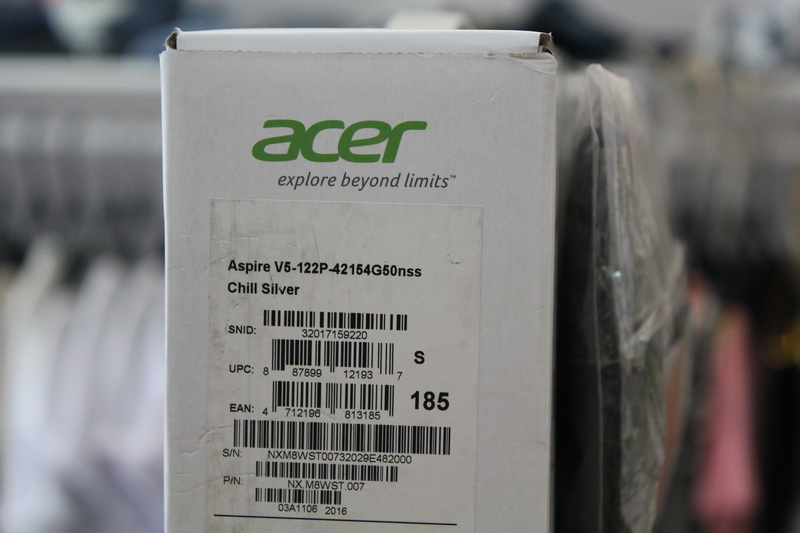 acer
explore beyond limits™
Aspire V5-122P-42154G50nss
Chill Silver
SNID: 32017159220
S
UPC: 8 87899 12193 7
185
EAN: 4 712196 813185
S/N: NXM8WST00732029E482000
P/N: NX.M8WST.007
03A1106 2016